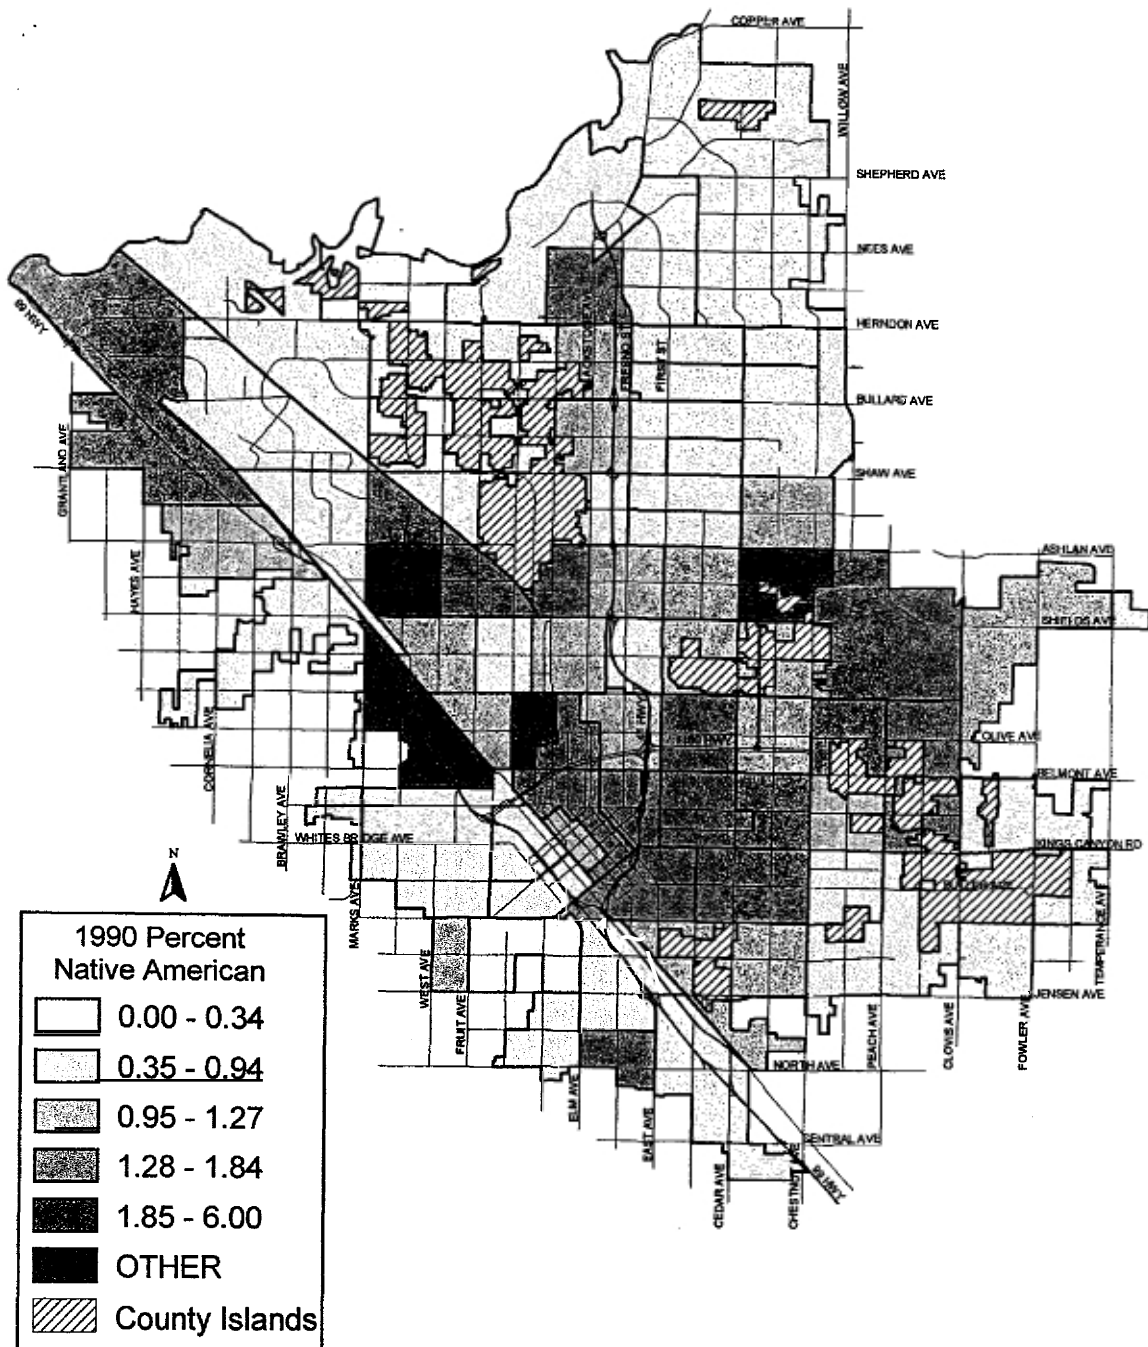 COPPER AVE
WILLOW AVE
SHEPHERD AVE
NEES AVE
99 HWY
HERNDON AVE
FRESNO ST
FIRST ST
BULLARD AVE
GRANTLAND AVE
SHAW AVE
HAYES AVE
ASHLAN AVE
SHIELDS AVE
CORNELIA AVE
OLIVE AVE
BELMONT AVE
BRAWLEY AVE
WHITES BRIDGE AVE
KINGS CANYON RD
N
MARKS AVE
TEMPERANCE AVE
WEST AVE
FRUIT AVE
JENSEN AVE
PEACH AVE
CLOVIS AVE
FOWLER AVE
NORTH AVE
ELM AVE
EAST AVE
CENTRAL AVE
CEDAR AVE
99 HWY
1990 Percent
Native American
0.00 - 0.34
0.35 - 0.94
0.95 - 1.27
1.28 - 1.84
1.85 - 6.00
OTHER
County Islands